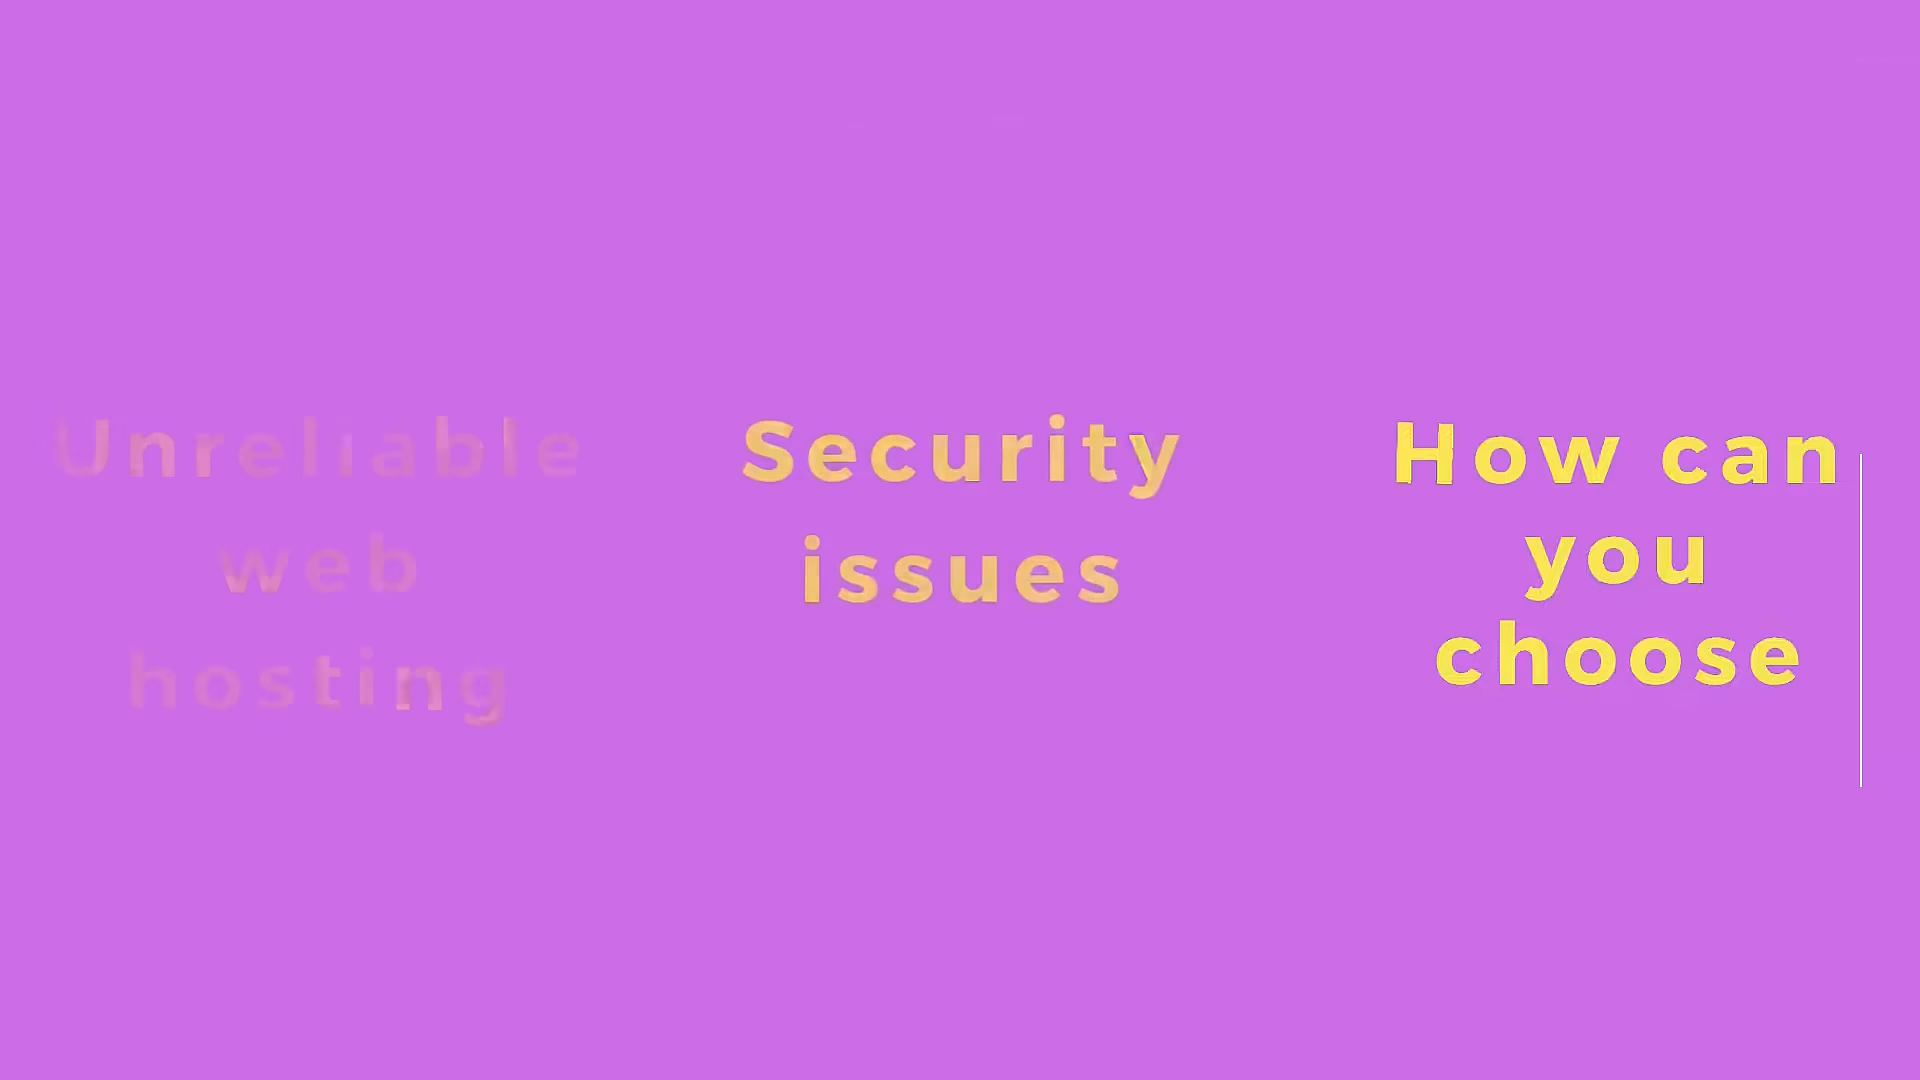 Unreliable
web
hosting
Security
issues
How can
you
choose